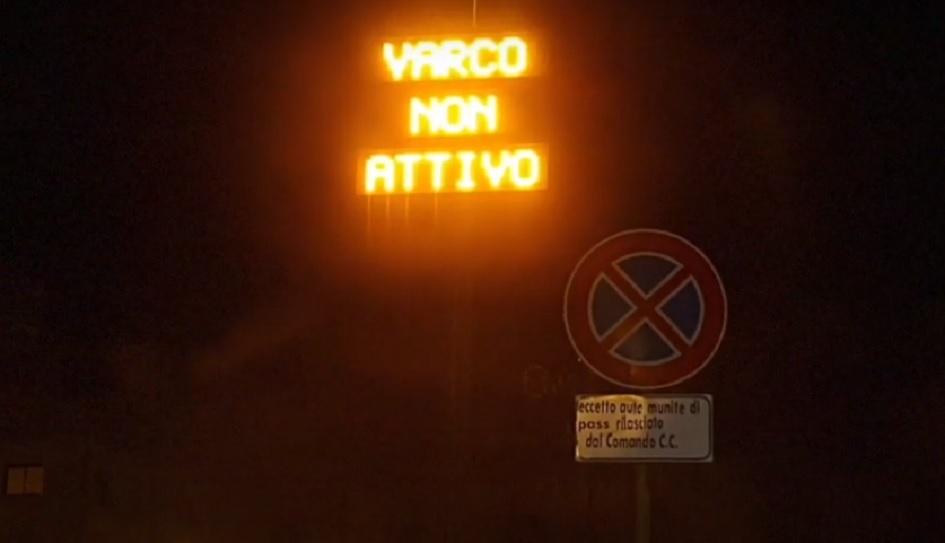 VARCO
NON
ATTIVO
eccetto auto munite di
pass rilasciato
dal Comando C.C.